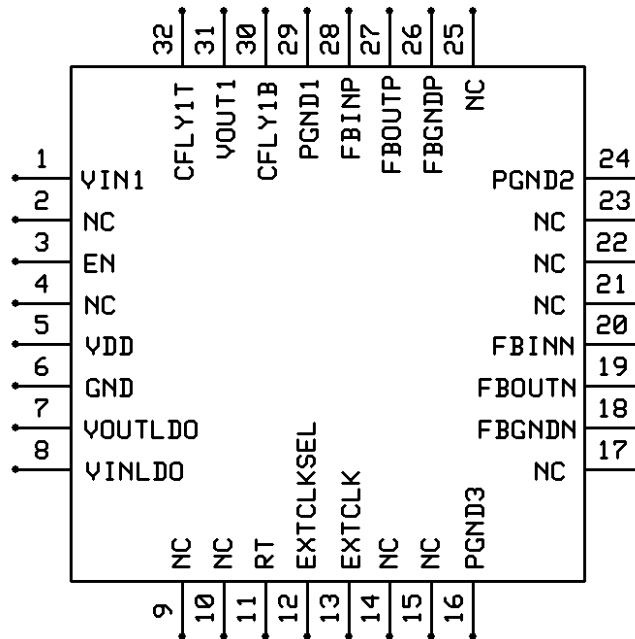 32
31
30
29
28
27
26
25
CFLY1T
VOUT1
CFLY1B
PGND1
FBINP
FBOUTP
FBGNDP
NC
1 VIN1
PGND2 24
2 NC
NC 23
3 EN
NC 22
4 NC
NC 21
5 VDD
FBINN 20
6 GND
FBOUTN 19
7 VOUTLDO
FBGNDN 18
8 VINLDO
NC 17
NC
NC
RT
EXTCLKSEL
EXTCLK
NC
NC
PGND3
9
10
11
12
13
14
15
16